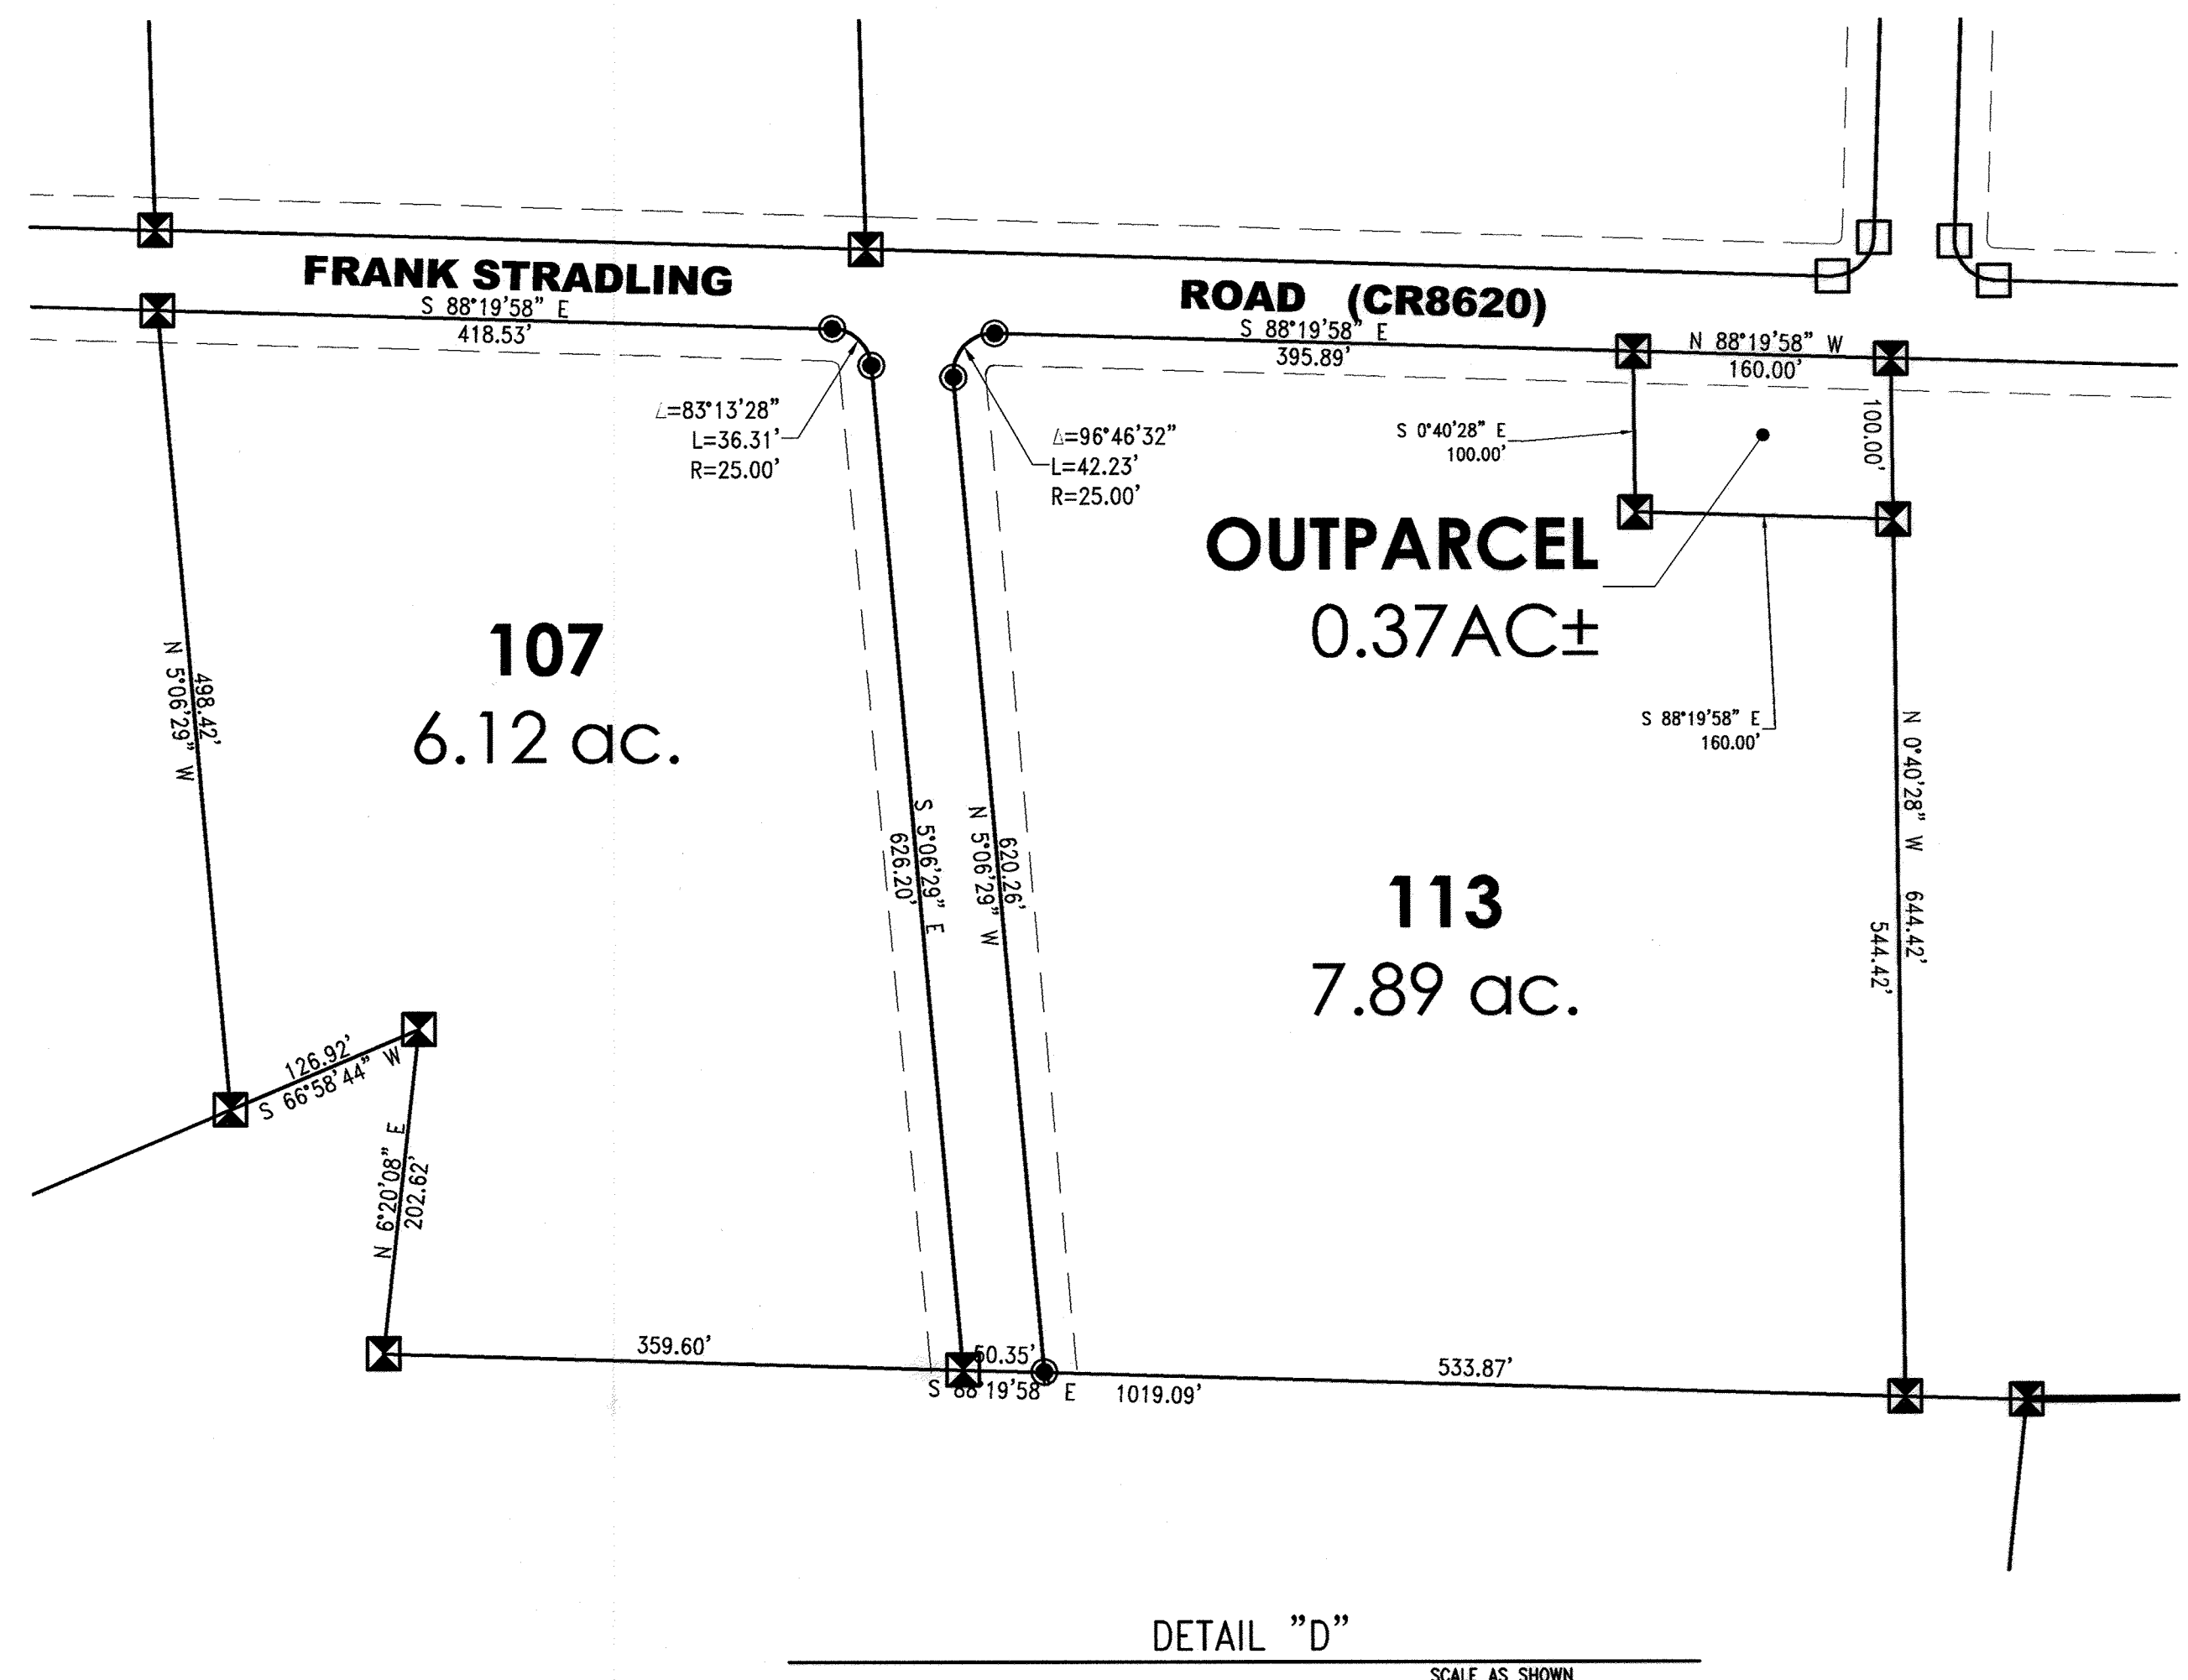 FRANK STRADLING
ROAD (CR8620)
S 88°19'58" E
418.53'
S 88°19'58" E
395.89'
N 88°19'58" W
160.00'
∆=83°13'28"
L=36.31'
R=25.00'
∆=96°46'32"
L=42.23'
R=25.00'
S 0°40'28" E
100.00'
100.00'
OUTPARCEL
0.37AC±
107
6.12 ac.
498.42'
N 5°06'29" W
S 88°19'58" E
160.00'
N 0°40'28" W 644.42'
544.42'
S 5°06'29" E
626.20'
620.26'
N 5°06'29" W
113
7.89 ac.
126.92'
S 66°58'44" W
N 6°20'08" E
202.62'
359.60'
50.35'
533.87'
S 88°19'58 E 1019.09'
DETAIL "D"
SCALE AS SHOWN